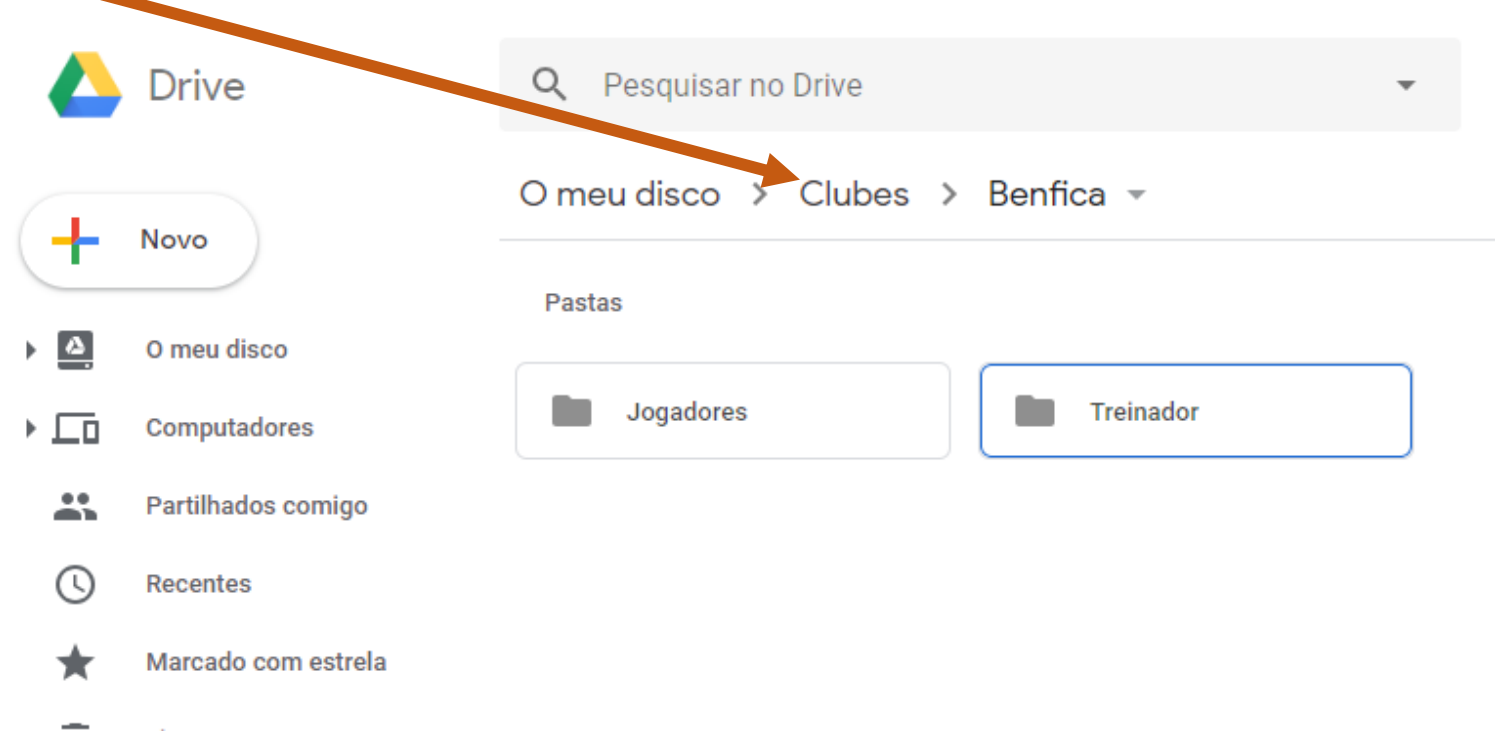 Drive
Pesquisar no Drive
O meu disco > Clubes > Benfica
Novo
Pastas
O meu disco
Jogadores
Treinador
Computadores
Partilhados comigo
Recentes
Marcado com estrela